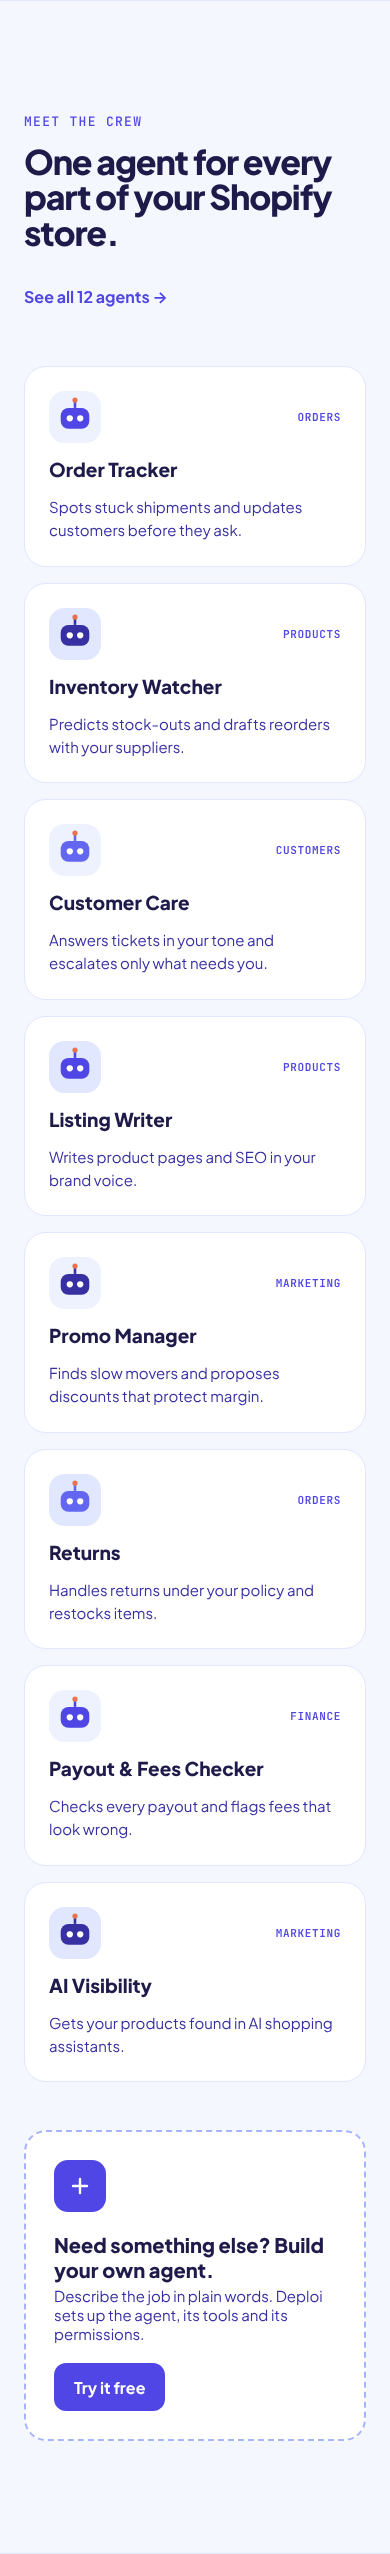 MEET THE CREW
One agent for every
part of your Shopify
store.
See all 12 agents →
ORDERS
Order Tracker
Spots stuck shipments and updates
customers before they ask.
PRODUCTS
Inventory Watcher
Predicts stock-outs and drafts reorders
with your suppliers.
CUSTOMERS
Customer Care
Answers tickets in your tone and
escalates only what needs you.
PRODUCTS
Listing Writer
Writes product pages and SEO in your
brand voice.
MARKETING
Promo Manager
Finds slow movers and proposes
discounts that protect margin.
ORDERS
Returns
Handles returns under your policy and
restocks items.
FINANCE
Payout & Fees Checker
Checks every payout and flags fees that
look wrong.
MARKETING
AI Visibility
Gets your products found in AI shopping
assistants.
Need something else? Build
your own agent.
Describe the job in plain words. Deploi
sets up the agent, its tools and its
permissions.
Try it free